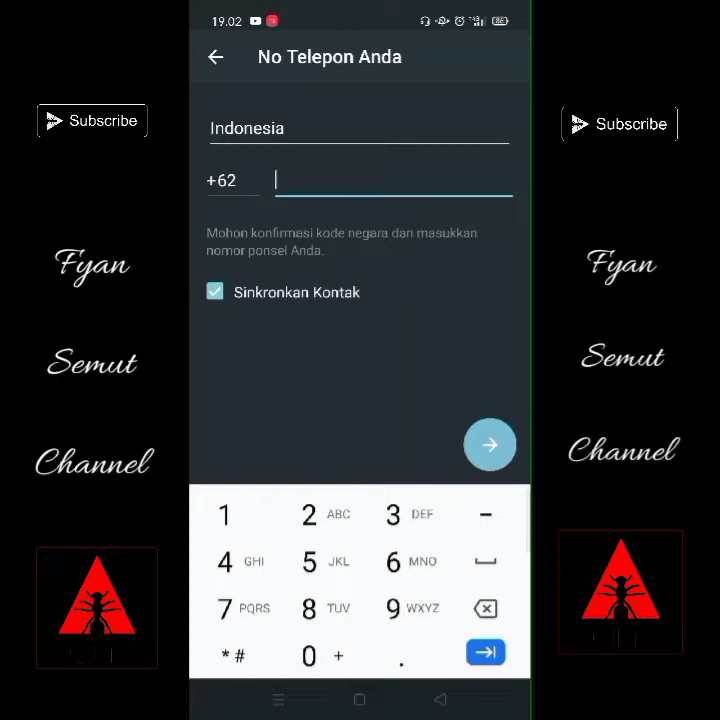 19.02
No Telepon Anda
Subscribe
Subscribe
Indonesia
+62
Mohon konfirmasi kode negara dan masukkan
nomor ponsel Anda.
Sinkronkan Kontak
Fyan
Semut
Channel
Fyan
Semut
Channel
1 2 ABC 3 DEF -
4 GHI 5 JKL 6 MNO
7 PQRS 8 TUV 9 WXYZ
* # 0 + .